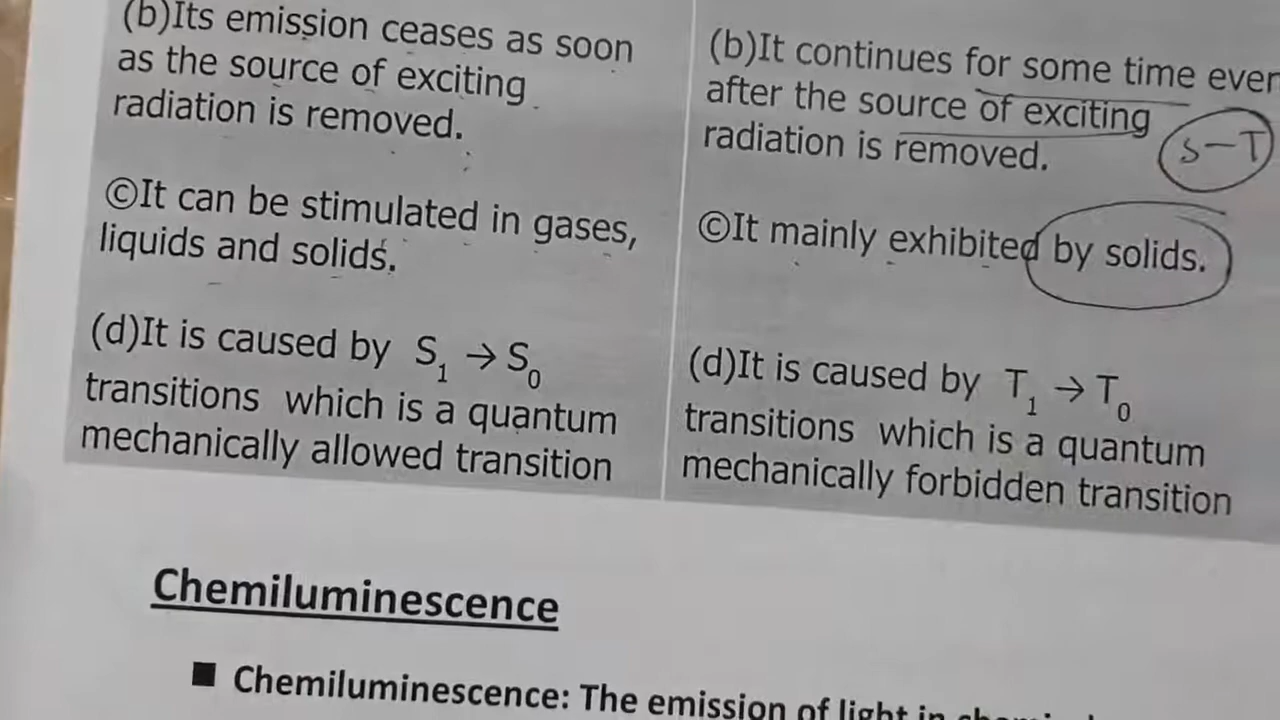 (b)Its emission ceases as soon
as the source of exciting
radiation is removed.
©It can be stimulated in gases,
liquids and solids.
(d)It is caused by S₁ → S₀
transitions which is a quantum
mechanically allowed transition
(b)It continues for some time even
after the source of exciting
radiation is removed.
S-T
©It mainly exhibited by solids.
(d)It is caused by T₁ → T₀
transitions which is a quantum
mechanically forbidden transition
Chemiluminescence
■ Chemiluminescence: The emission of light in